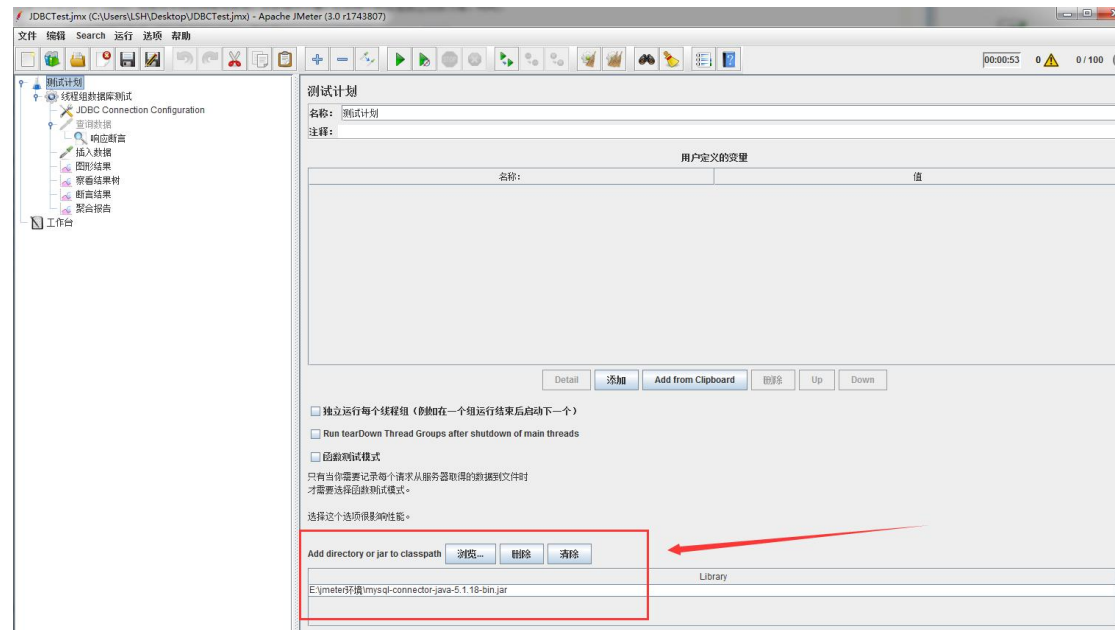 JDBCTest.jmx (C:\Users\LSH\Desktop\JDBCTest.jmx) - Apache JMeter (3.0 r1743807)
文件 编辑 Search 运行 选项 帮助
00:00:53 0 0 / 100
测试计划
线程组数据库测试
JDBC Connection Configuration
查询数据
响应断言
插入数据
图形结果
察看结果树
断言结果
聚合报告
工作台
测试计划
名称: 测试计划
注释:
用户定义的变量
名称: 值
Detail 添加 Add from Clipboard 删除 Up Down
独立运行每个线程组（例如在一个组运行结束后启动下一个）
Run tearDown Thread Groups after shutdown of main threads
函数测试模式
只有当你需要记录每个请求从服务器取得的数据到文件时
才需要选择函数测试模式。
选择这个选项很影响性能。
Add directory or jar to classpath 浏览... 删除 清除
Library
E:\jmeter环境\mysql-connector-java-5.1.18-bin.jar